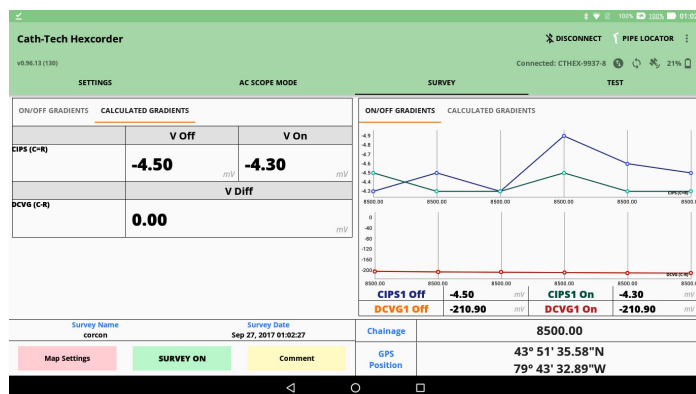 100% 100% 01:02
Cath-Tech Hexcorder
DISCONNECT PIPE LOCATOR
v0.96.13 (130)
Connected: CTHEX-9937-8 21%
SETTINGS AC SCOPE MODE SURVEY TEST
ON/OFF GRADIENTS CALCULATED GRADIENTS
V Off V On
CIPS (C=R)
-4.50 mV -4.30 mV
V Diff
DCVG (C-R)
0.00 mV
ON/OFF GRADIENTS CALCULATED GRADIENTS
-4.9
-4.8
-4.7
-4.6
-4.5
-4.4
-4.3
CIPS (C=R)
8500.00 8500.00 8500.00 8500.00 8500.00 8500.
0
-40
-80
-120
-160
-200
DCVG (C-R)
8500.00 8500.00 8500.00 8500.00 8500.00 8500.
CIPS1 Off -4.50 mV CIPS1 On -4.30 mV
DCVG1 Off -210.90 mV DCVG1 On -210.90 mV
Survey Name Survey Date
corcon Sep 27, 2017 01:02:27
Map Settings SURVEY ON Comment
Chainage 8500.00
GPS Position
43° 51' 35.58"N
79° 43' 32.89"W